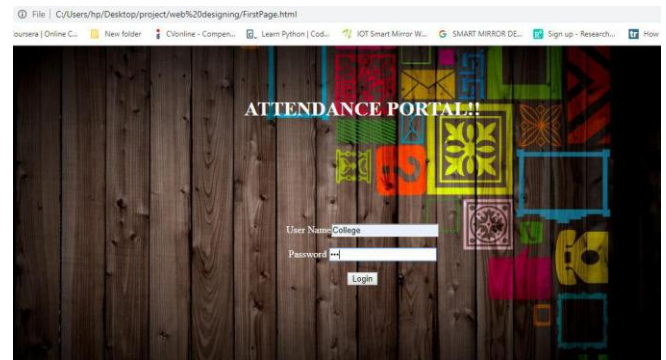 File | C:/Users/hp/Desktop/project/web%20designing/FirstPage.html
oursera | Online C... New folder CVonline - Compen... Learn Python | Cod... IOT Smart Mirror W... G SMART MIRROR DE... Sign up - Research... tr How
ATTENDANCE PORTAL!!
User Name College
Password •••
Login